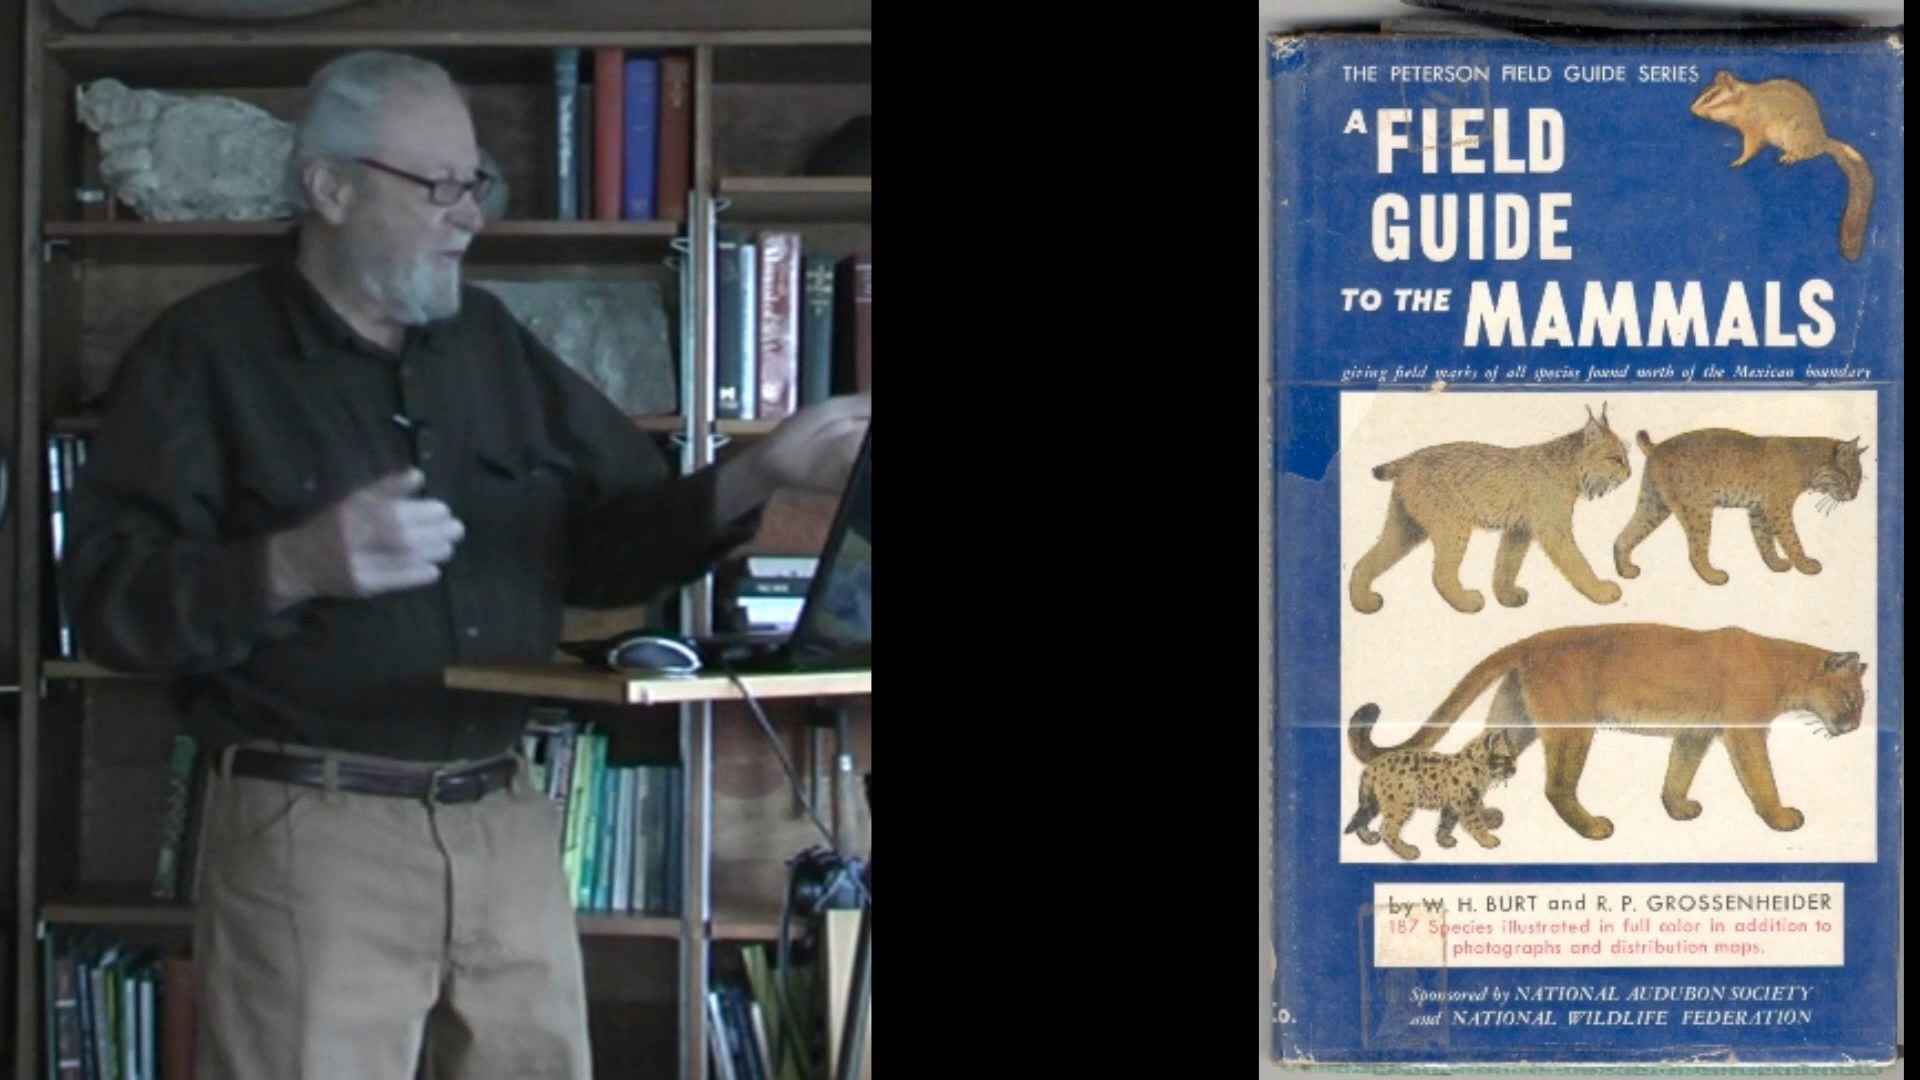 THE PETERSON FIELD GUIDE SERIES
A FIELD
GUIDE
TO THE MAMMALS
giving field marks of all species found north of the Mexican boundary
by W. H. BURT and R. P. GROSSENHEIDER
187 Species illustrated in full color in addition to
photographs and distribution maps.
Sponsored by NATIONAL AUDUBON SOCIETY
and NATIONAL WILDLIFE FEDERATION
Co.